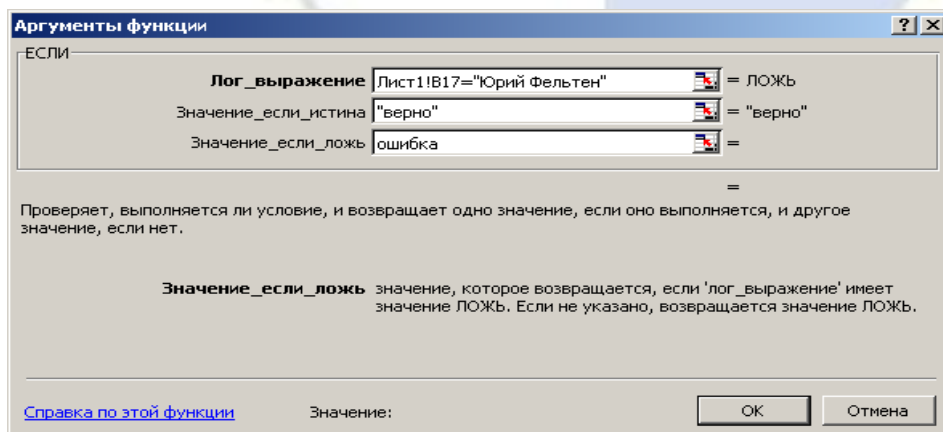 Аргументы функции
ЕСЛИ
Лог_выражение Лист1!B17="Юрий Фельтен" = ЛОЖЬ
Значение_если_истина "верно" = "верно"
Значение_если_ложь ошибка =
=
Проверяет, выполняется ли условие, и возвращает одно значение, если оно выполняется, и другое
значение, если нет.
Значение_если_ложь значение, которое возвращается, если 'лог_выражение' имеет
значение ЛОЖЬ. Если не указано, возвращается значение ЛОЖЬ.
Справка по этой функции Значение: OK Отмена